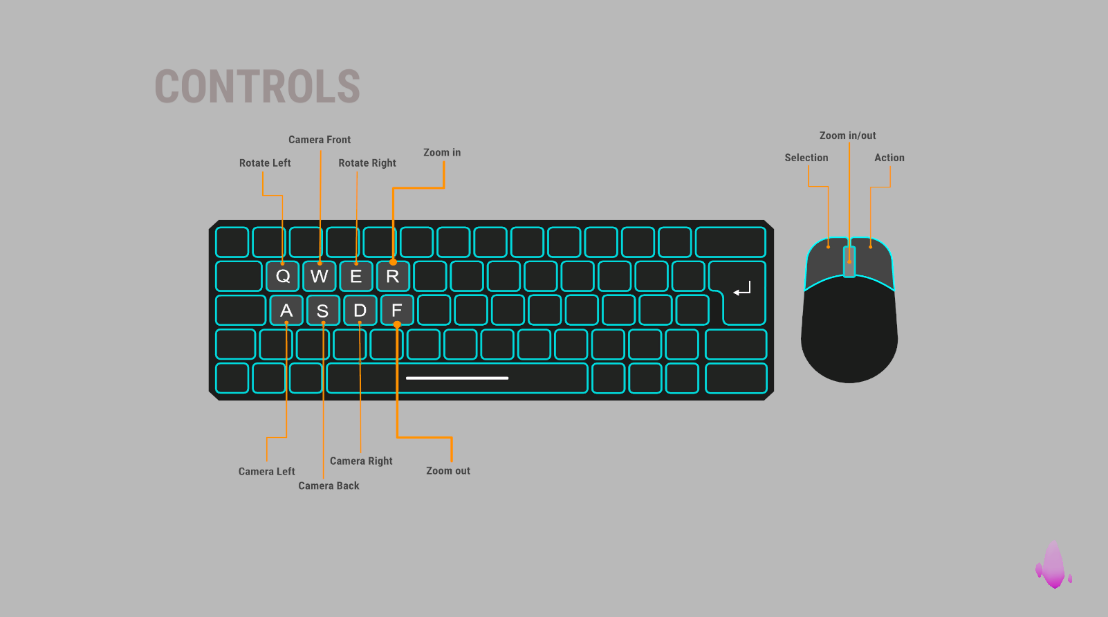 CONTROLS
Camera Front
Zoom in/out
Rotate Left
Rotate Right
Zoom in
Selection
Action
Q W E R
A S D F
Camera Left
Camera Right
Zoom out
Camera Back